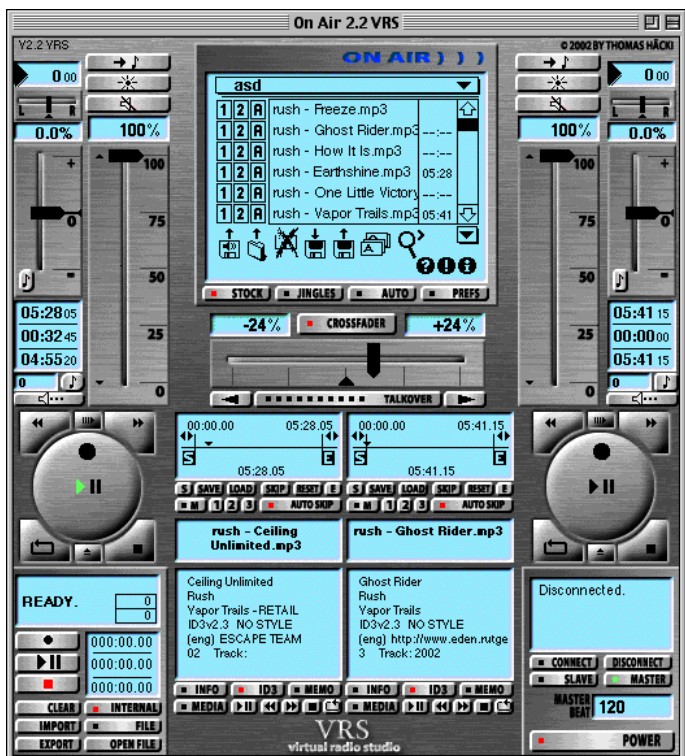 On Air 2.2 VRS
V2.2 VRS
© 2002 BY THOMAS HÄCKI
ON AIR ) ) )
0 00
L R
0.0%
100%
asd
1 2 A rush - Freeze.mp3
1 2 A rush - Ghost Rider.mp3 --:--
1 2 A rush - How It Is.mp3 --:--
1 2 A rush - Earthshine.mp3 05:28
1 2 A rush - One Little Victory --:--
1 2 A rush - Vapor Trails.mp3 05:41
STOCK JINGLES AUTO PREFS
0 00
L R
100%
0.0%
+
0
-
100
75
50
25
0
100
75
50
25
0
+
0
-
-24% CROSSFADER +24%
TALKOVER
05:28 05
00:32 45
04:55 20
0
05:41 15
00:00 00
05:41 15
0
00:00.00 05:28.05
S E
05:28.05
S SAVE LOAD SKIP RESET E
M 1 2 3 AUTO SKIP
00:00.00 05:41.15
S E
05:41.15
S SAVE LOAD SKIP RESET E
M 1 2 3 AUTO SKIP
rush - Ceiling
Unlimited.mp3
rush - Ghost Rider.mp3
Ceiling Unlimited
Rush
Vapor Trails - RETAIL
ID3v2.3 NO STYLE
(eng) ESCAPE TEAM
02 Track:
Ghost Rider
Rush
Vapor Trails
ID3v2.3 NO STYLE
(eng) http://www.eden.rutge
3 Track: 2002
INFO ID3 MEMO
MEDIA
INFO ID3 MEMO
MEDIA
READY.
0
0
000:00.00
000:00.00
000:00.00
CLEAR INTERNAL
IMPORT FILE
EXPORT OPEN FILE
Disconnected.
CONNECT DISCONNECT
SLAVE MASTER
MASTER
BEAT 120
POWER
VRS
virtual radio studio